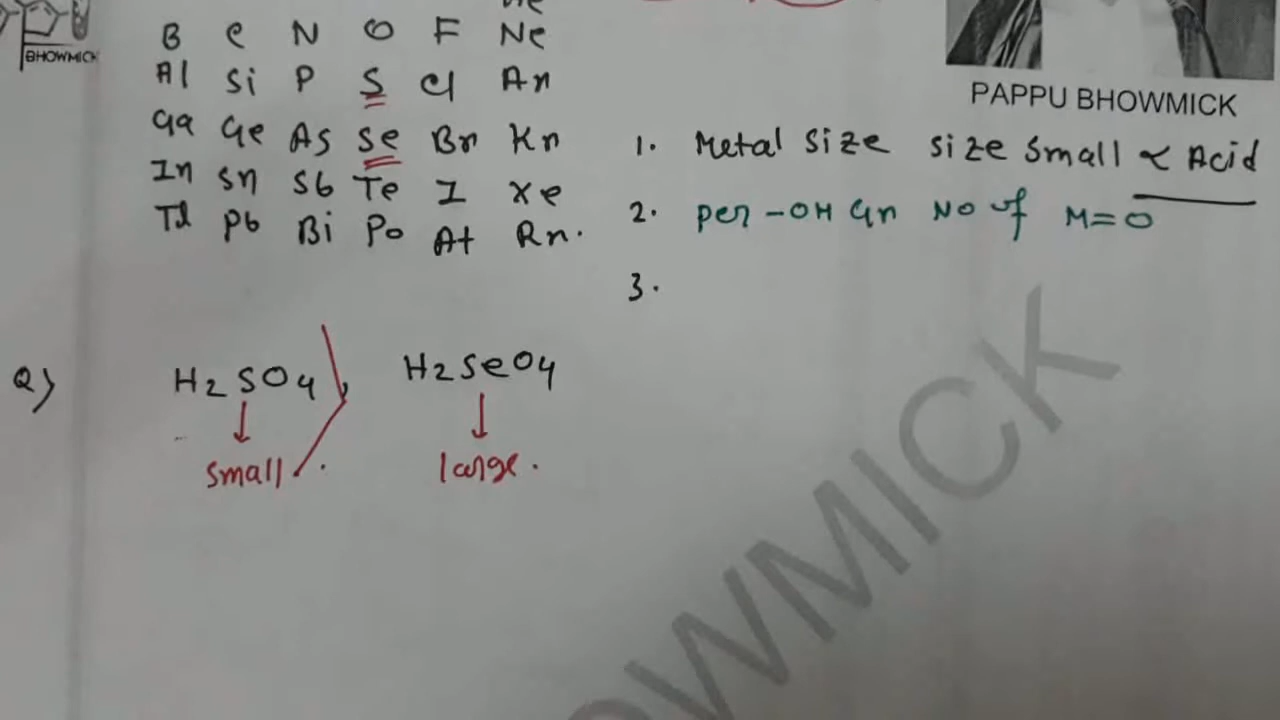 BHOWMICK
He
B e N O F Ne
Al Si P S Cl Ar
Ga Ge As Se Br Kr
In Sn Sb Te I Xe
Tl Pb Bi Po At Rn.
PAPPU BHOWMICK
1. Metal Size size small ∝ Acid
2. per -OH Gr No of M=O
3.
Q) H2SO4, H2SeO4
small large.
OWMICK